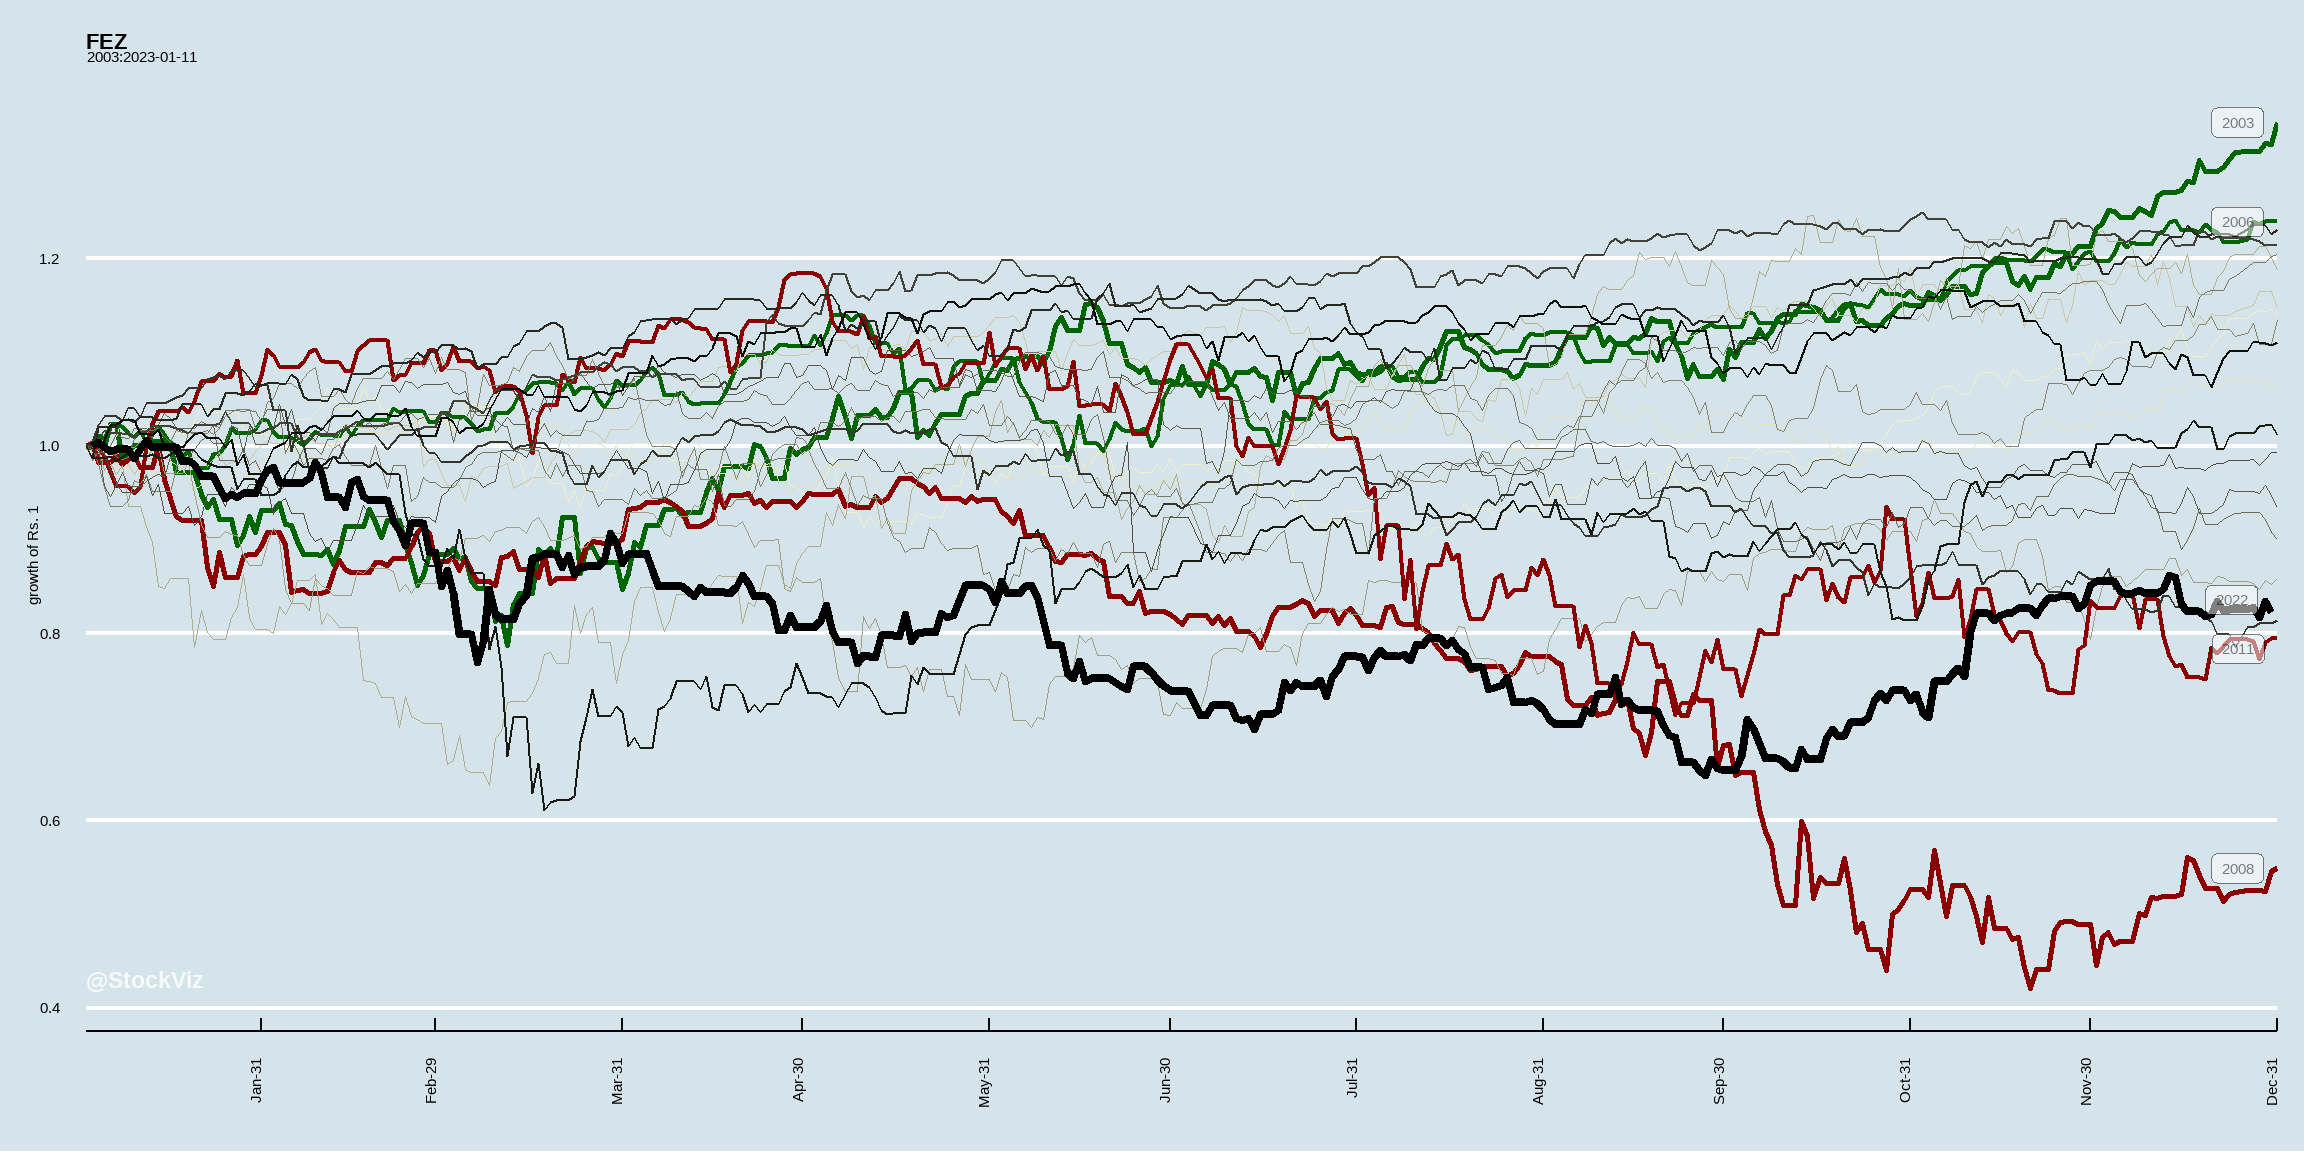 FEZ
2003:2023-01-11
2003
2006
1.2
1.0
growth of Rs. 1
0.8
2022
2011
0.6
2008
@StockViz
0.4
Jan-31
Feb-29
Mar-31
Apr-30
May-31
Jun-30
Jul-31
Aug-31
Sep-30
Oct-31
Nov-30
Dec-31